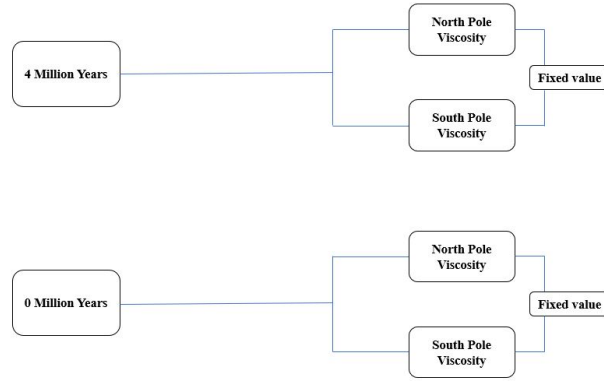 North Pole
Viscosity
4 Million Years
Fixed value
South Pole
Viscosity
North Pole
Viscosity
0 Million Years
Fixed value
South Pole
Viscosity